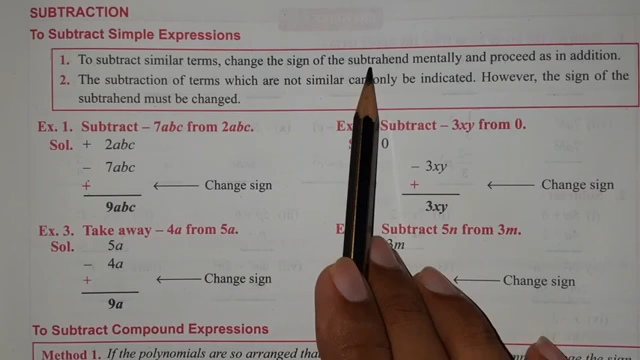 SUBTRACTION
To Subtract Simple Expressions
1. To subtract similar terms, change the sign of the subtrahend mentally and proceed as in addition.
2. The subtraction of terms which are not similar can only be indicated. However, the sign of the
subtrahend must be changed.
Ex. 1. Subtract – 7abc from 2abc.
Sol. + 2abc
– 7abc
+ ← Change sign
9abc
Subtract – 3xy from 0.
0
– 3xy
+ ← Change sign
3xy
Ex. 3. Take away – 4a from 5a.
Sol. 5a
– 4a
+ ← Change sign
9a
Subtract 5n from 3m.
3m
← Change sign
To Subtract Compound Expressions
Method 1. If the polynomials are so arranged